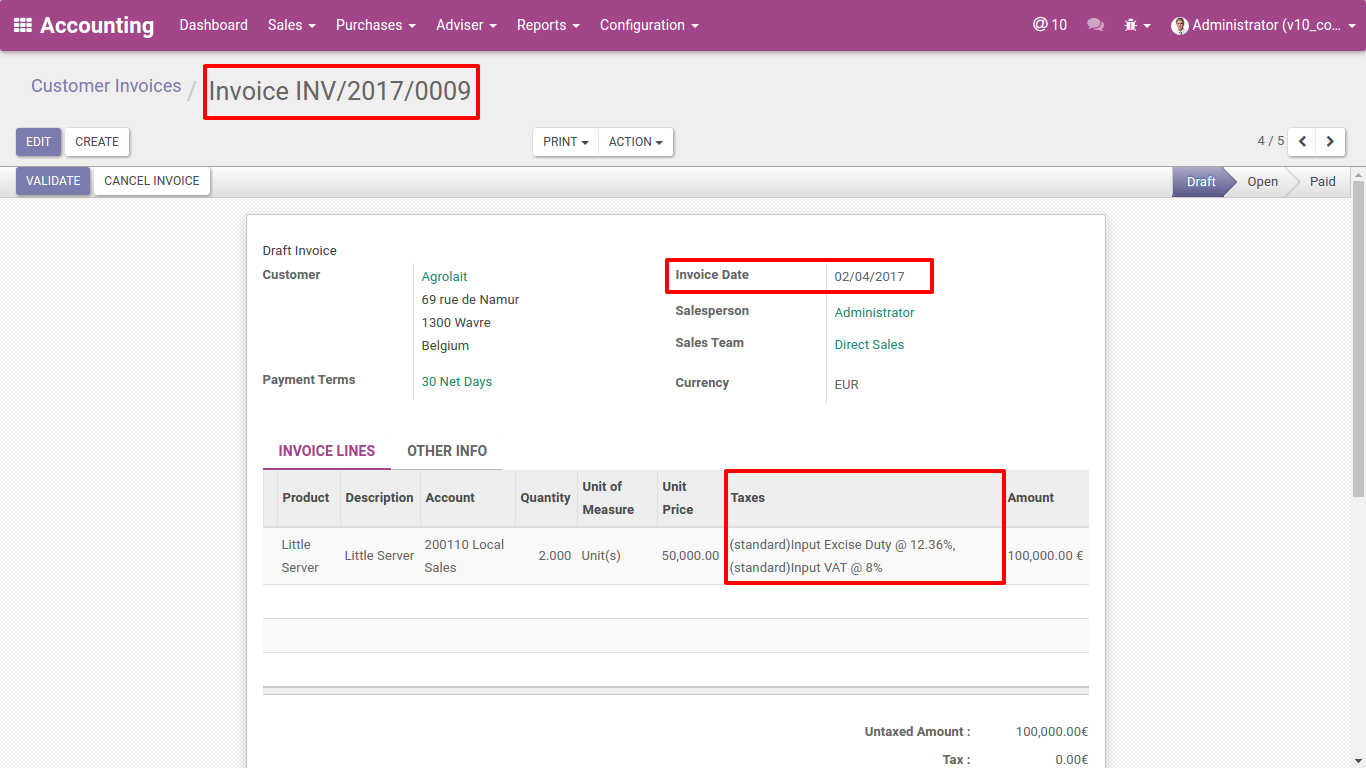 Accounting Dashboard Sales Purchases Adviser Reports Configuration @ 10 Administrator (v10_co...
Customer Invoices / Invoice INV/2017/0009
EDIT CREATE PRINT ACTION 4 / 5
VALIDATE CANCEL INVOICE Draft Open Paid
Draft Invoice
Customer Agrolait Invoice Date 02/04/2017
69 rue de Namur Salesperson Administrator
1300 Wavre
Belgium Sales Team Direct Sales
Payment Terms 30 Net Days Currency EUR
INVOICE LINES OTHER INFO
Product Description Account Quantity Unit of Measure Unit Price Taxes Amount
Little Server Little Server 200110 Local Sales 2.000 Unit(s) 50,000.00 (standard)Input Excise Duty @ 12.36%, (standard)Input VAT @ 8% 100,000.00 €
Untaxed Amount : 100,000.00€
Tax : 0.00€